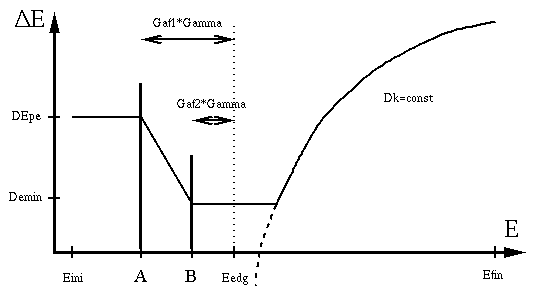 ΔE
Gaf1*Gamma
Gaf2*Gamma
Dk=const
DEpe
Demin
E
Eini
A
B
Eedg
Efin